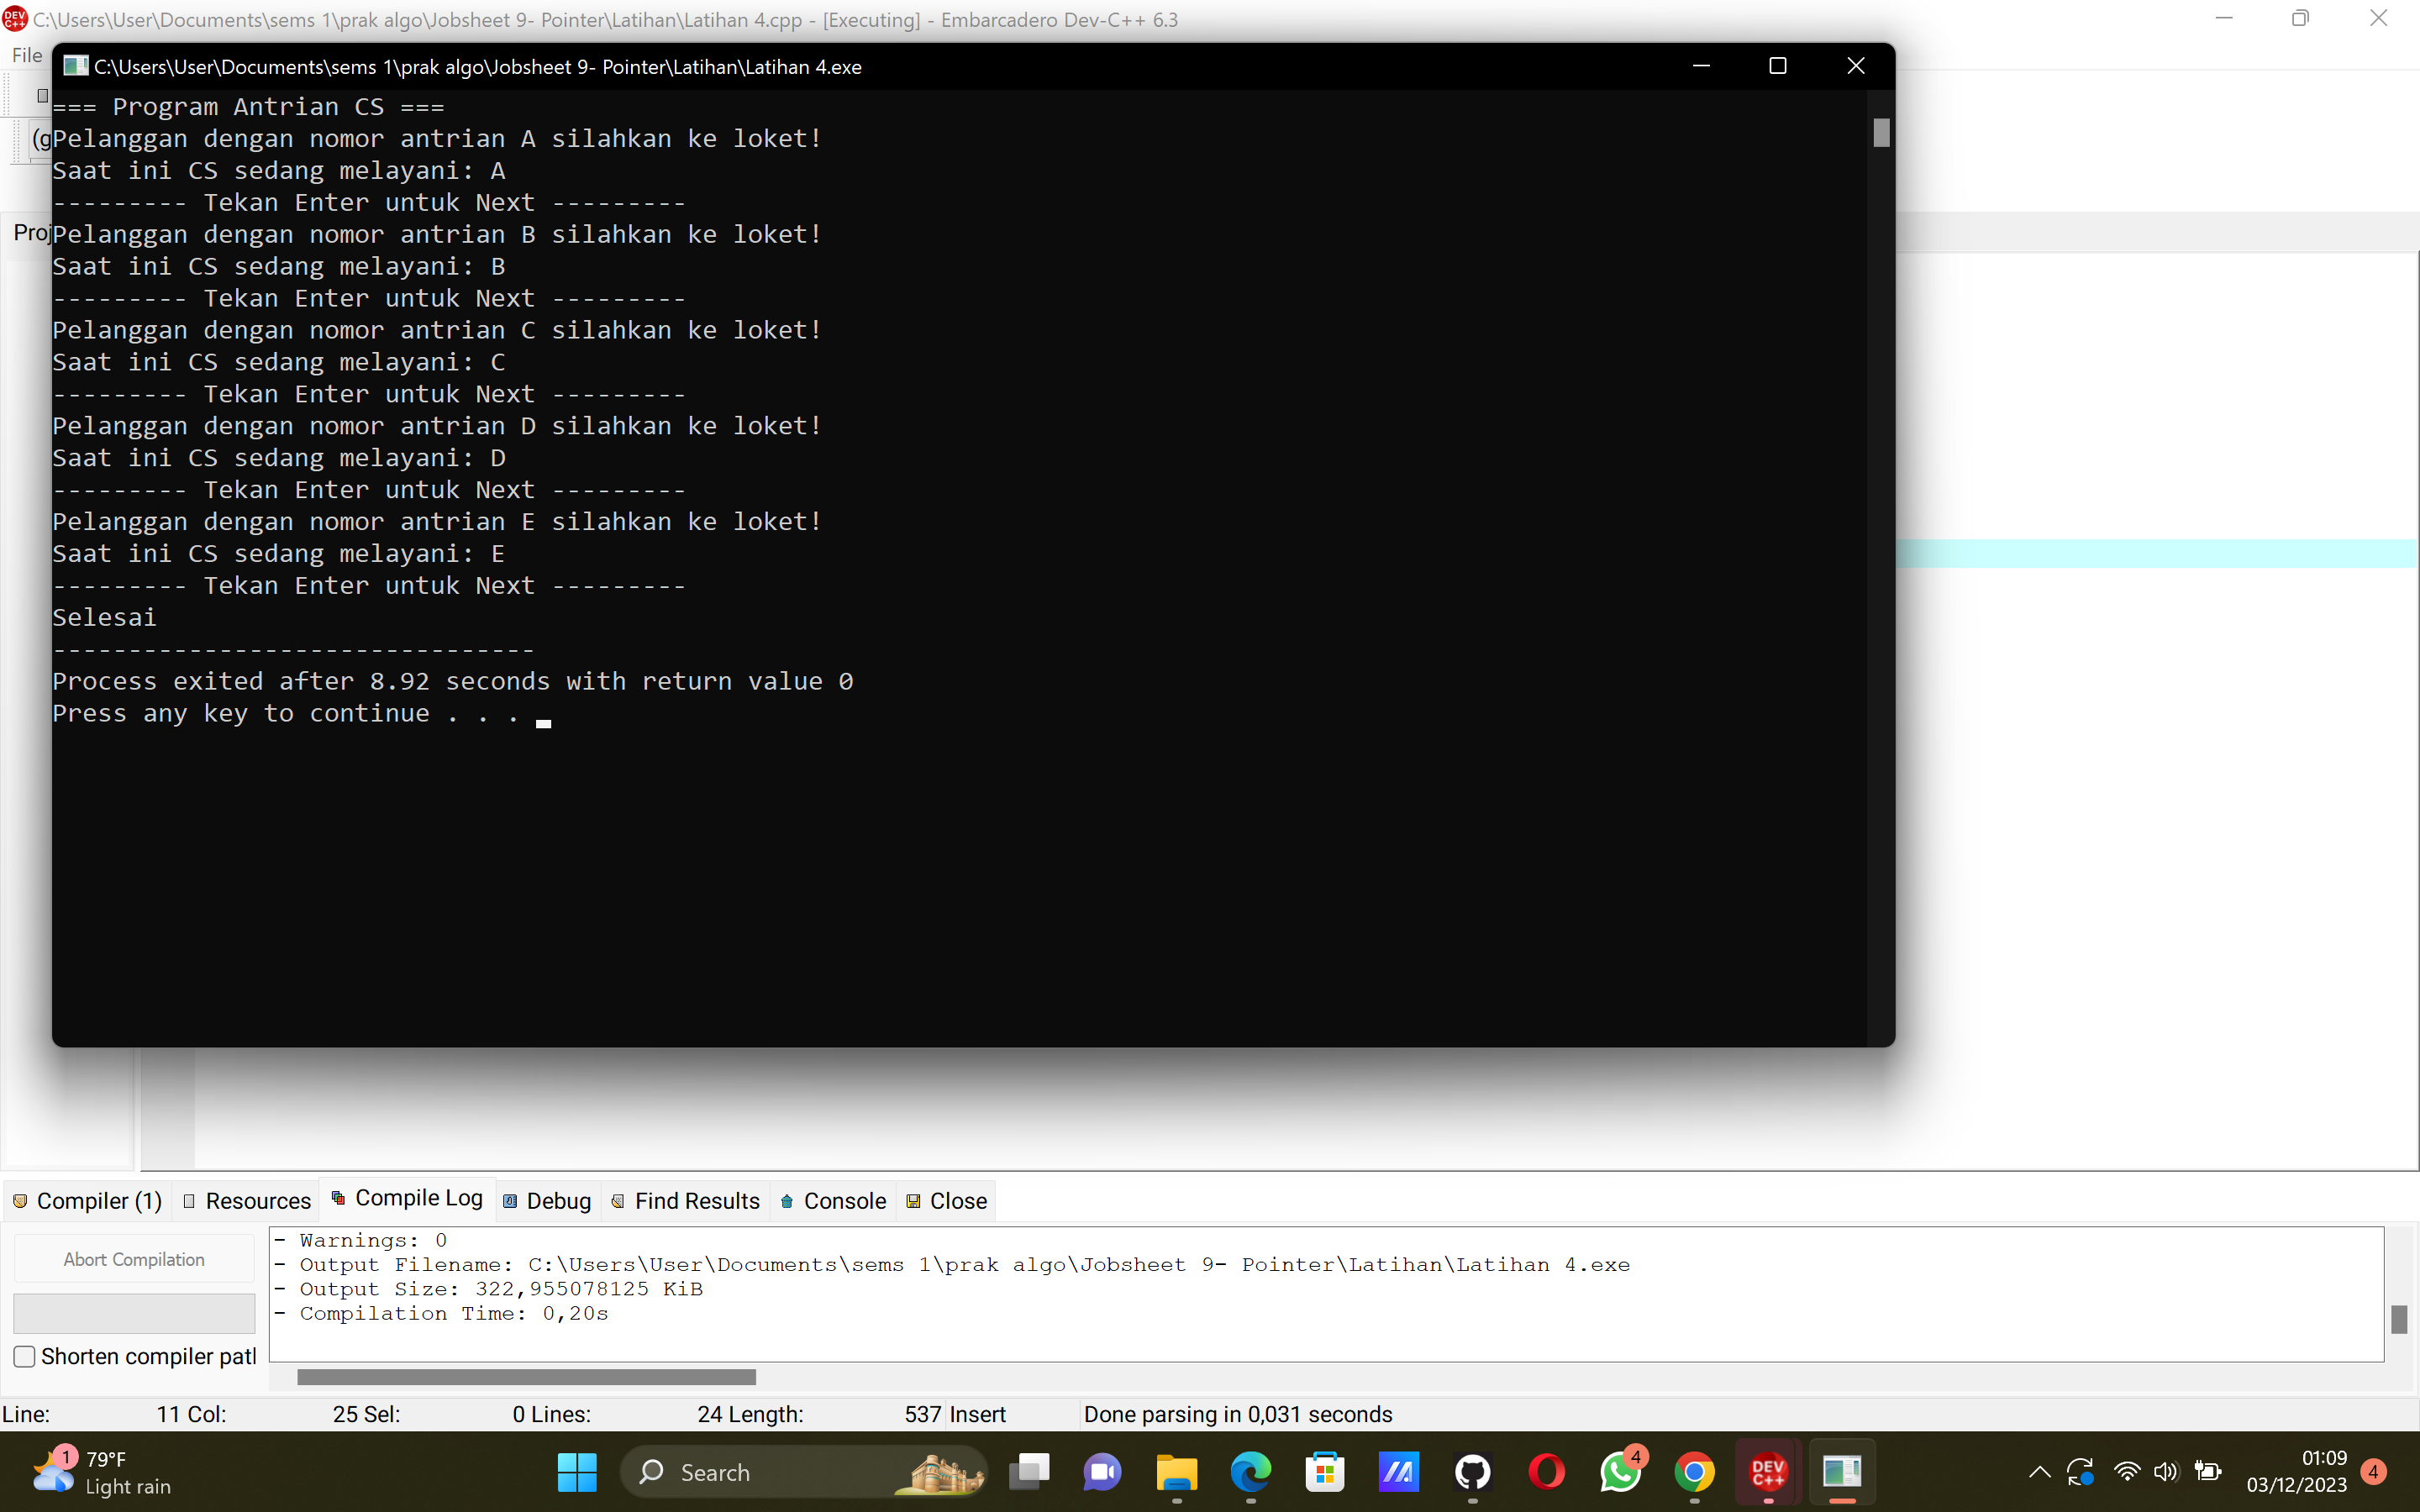 C:\Users\User\Documents\sems 1\prak algo\Jobsheet 9- Pointer\Latihan\Latihan 4.cpp - [Executing] - Embarcadero Dev-C++ 6.3
File
C:\Users\User\Documents\sems 1\prak algo\Jobsheet 9- Pointer\Latihan\Latihan 4.exe
=== Program Antrian CS ===
(g
Pelanggan dengan nomor antrian A silahkan ke loket!
Saat ini CS sedang melayani: A
--------- Tekan Enter untuk Next ---------
Proj
Pelanggan dengan nomor antrian B silahkan ke loket!
Saat ini CS sedang melayani: B
--------- Tekan Enter untuk Next ---------
Pelanggan dengan nomor antrian C silahkan ke loket!
Saat ini CS sedang melayani: C
--------- Tekan Enter untuk Next ---------
Pelanggan dengan nomor antrian D silahkan ke loket!
Saat ini CS sedang melayani: D
--------- Tekan Enter untuk Next ---------
Pelanggan dengan nomor antrian E silahkan ke loket!
Saat ini CS sedang melayani: E
--------- Tekan Enter untuk Next ---------
Selesai
--------------------------------
Process exited after 8.92 seconds with return value 0
Press any key to continue . . .
Compiler (1) Resources Compile Log Debug Find Results Console Close
Abort Compilation
Shorten compiler patl
- Warnings: 0
- Output Filename: C:\Users\User\Documents\sems 1\prak algo\Jobsheet 9- Pointer\Latihan\Latihan 4.exe
- Output Size: 322,955078125 KiB
- Compilation Time: 0,20s
Line: 11 Col: 25 Sel: 0 Lines: 24 Length: 537 Insert Done parsing in 0,031 seconds
1
79°F
Light rain
Search
DEV C++
4
01:09
03/12/2023
4